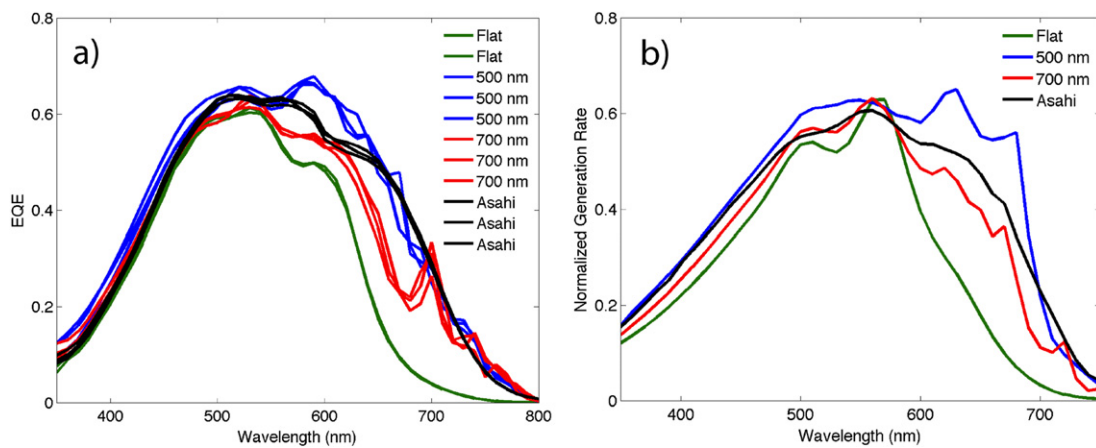 a)
EQE
0.8
0.6
0.4
0.2
0
400 500 600 700 800
Wavelength (nm)
Flat
Flat
500 nm
500 nm
500 nm
700 nm
700 nm
700 nm
Asahi
Asahi
Asahi
b)
Normalized Generation Rate
0.8
0.6
0.4
0.2
0
400 500 600 700
Wavelength (nm)
Flat
500 nm
700 nm
Asahi